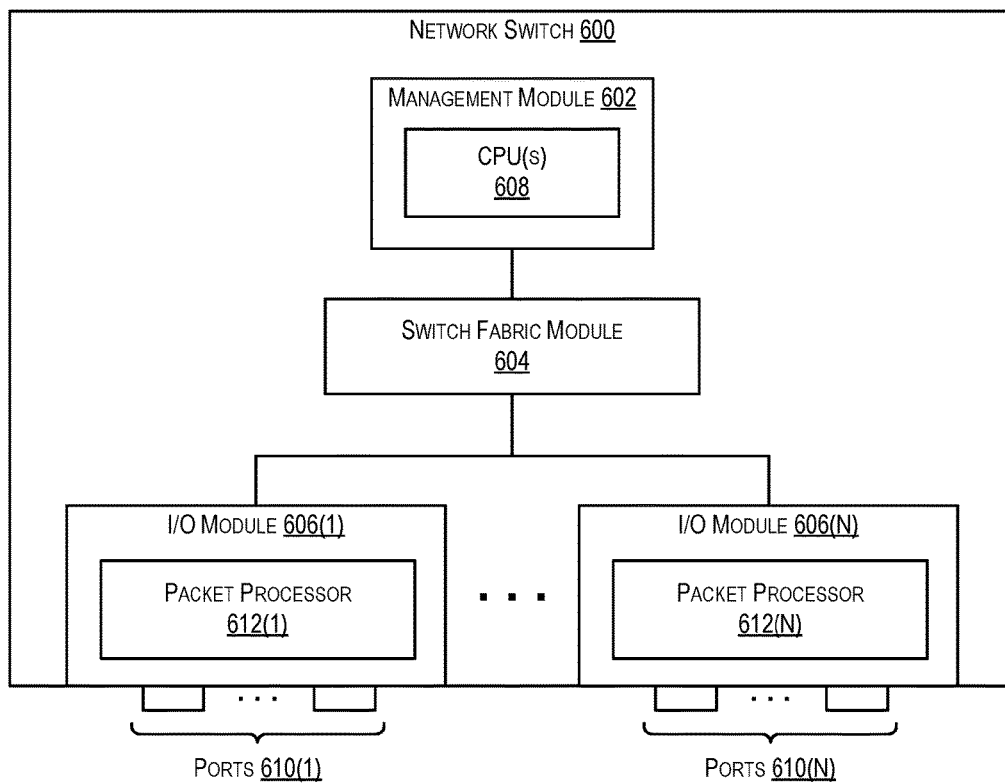 NETWORK SWITCH 600
MANAGEMENT MODULE 602
CPU(S)
608
SWITCH FABRIC MODULE
604
I/O MODULE 606(1)
I/O MODULE 606(N)
PACKET PROCESSOR
612(1)
. . .
PACKET PROCESSOR
612(N)
. . .
. . .
PORTS 610(1)
PORTS 610(N)